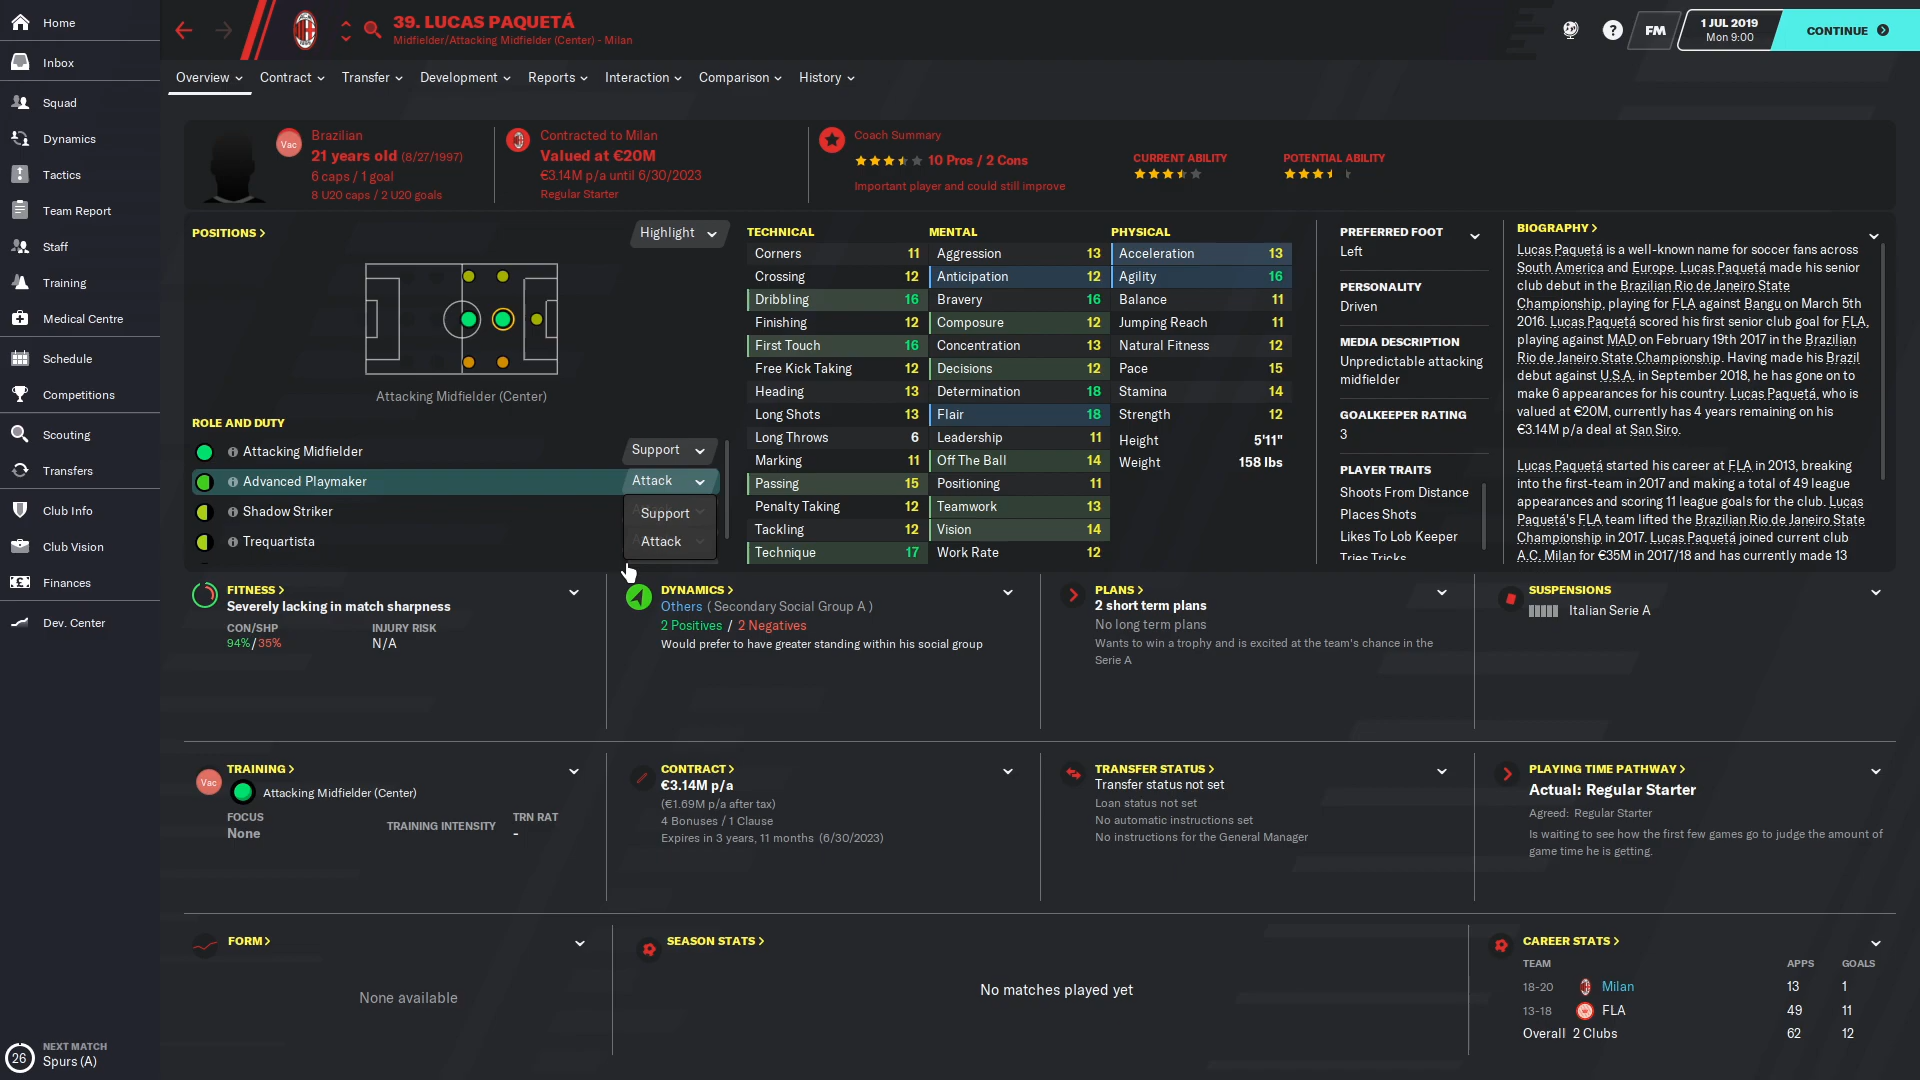 Home
Inbox
Squad
Dynamics
Tactics
Team Report
Staff
Training
Medical Centre
Schedule
Competitions
Scouting
Transfers
Club Info
Club Vision
Finances
Dev. Center
26
NEXT MATCH
Spurs (A)
39. LUCAS PAQUETÁ
Midfielder/Attacking Midfielder (Center) - Milan
?
FM
1 JUL 2019
Mon 9:00
CONTINUE
Overview
Contract
Transfer
Development
Reports
Interaction
Comparison
History
Vac
Brazilian
21 years old (8/27/1997)
6 caps / 1 goal
8 U20 caps / 2 U20 goals
Contracted to Milan
Valued at €20M
€3.14M p/a until 6/30/2023
Regular Starter
Coach Summary
10 Pros / 2 Cons
Important player and could still improve
CURRENT ABILITY
POTENTIAL ABILITY
POSITIONS >
Highlight
Attacking Midfielder (Center)
ROLE AND DUTY
Attacking Midfielder Support
Advanced Playmaker Attack
Shadow Striker
Trequartista
Support
Attack
TECHNICAL
Corners 11
Crossing 12
Dribbling 16
Finishing 12
First Touch 16
Free Kick Taking 12
Heading 13
Long Shots 13
Long Throws 6
Marking 11
Passing 15
Penalty Taking 12
Tackling 12
Technique 17
MENTAL
Aggression 13
Anticipation 12
Bravery 16
Composure 12
Concentration 13
Decisions 12
Determination 18
Flair 18
Leadership 11
Off The Ball 14
Positioning 11
Teamwork 13
Vision 14
Work Rate 12
PHYSICAL
Acceleration 13
Agility 16
Balance 11
Jumping Reach 11
Natural Fitness 12
Pace 15
Stamina 14
Strength 12
Height 5'11"
Weight 158 lbs
PREFERRED FOOT
Left
PERSONALITY
Driven
MEDIA DESCRIPTION
Unpredictable attacking
midfielder
GOALKEEPER RATING
3
PLAYER TRAITS
Shoots From Distance
Places Shots
Likes To Lob Keeper
Tries Tricks
BIOGRAPHY >
Lucas Paquetá is a well-known name for soccer fans across
South America and Europe. Lucas Paquetá made his senior
club debut in the Brazilian Rio de Janeiro State
Championship, playing for FLA against Bangu on March 5th
2016. Lucas Paquetá scored his first senior club goal for FLA,
playing against MAD on February 19th 2017 in the Brazilian
Rio de Janeiro State Championship. Having made his Brazil
debut against U.S.A. in September 2018, he has gone on to
make 6 appearances for his country. Lucas Paquetá, who is
valued at €20M, currently has 4 years remaining on his
€3.14M p/a deal at San Siro.
Lucas Paquetá started his career at FLA in 2013, breaking
into the first-team in 2017 and making a total of 49 league
appearances and scoring 11 league goals for the club. Lucas
Paquetá's FLA team lifted the Brazilian Rio de Janeiro State
Championship in 2017. Lucas Paquetá joined current club
A.C. Milan for €35M in 2017/18 and has currently made 13
FITNESS >
Severely lacking in match sharpness
CON/SHP
94%/35%
INJURY RISK
N/A
DYNAMICS >
Others ( Secondary Social Group A )
2 Positives / 2 Negatives
Would prefer to have greater standing within his social group
PLANS >
2 short term plans
No long term plans
Wants to win a trophy and is excited at the team's chance in the
Serie A
SUSPENSIONS
Italian Serie A
Vac
TRAINING >
Attacking Midfielder (Center)
FOCUS
None
TRAINING INTENSITY
TRN RAT
-
CONTRACT >
€3.14M p/a
(€1.69M p/a after tax)
4 Bonuses / 1 Clause
Expires in 3 years, 11 months (6/30/2023)
TRANSFER STATUS >
Transfer status not set
Loan status not set
No automatic instructions set
No instructions for the General Manager
PLAYING TIME PATHWAY >
Actual: Regular Starter
Agreed: Regular Starter
Is waiting to see how the first few games go to judge the amount of
game time he is getting.
FORM >
None available
SEASON STATS >
No matches played yet
CAREER STATS >
TEAM APPS GOALS
18-20 Milan 13 1
13-18 FLA 49 11
Overall 2 Clubs 62 12